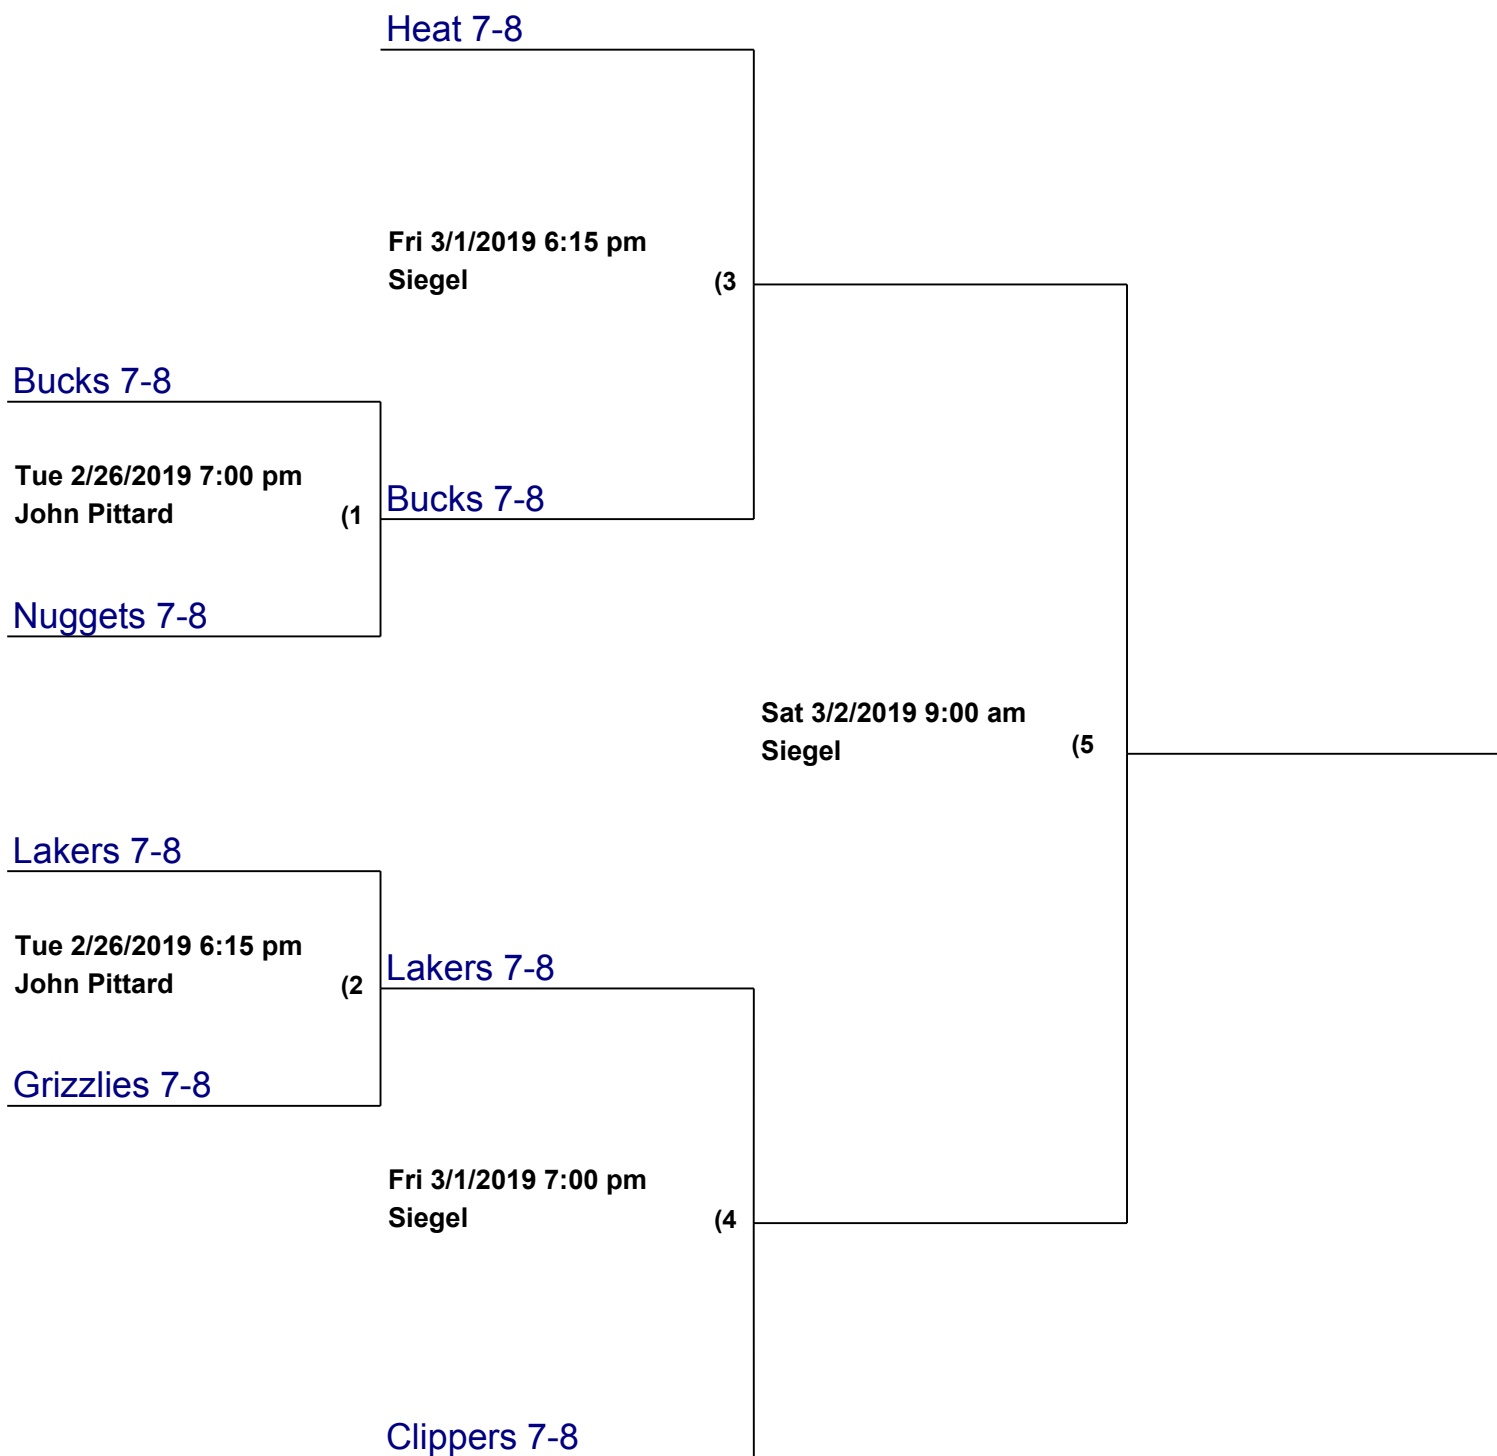 Heat 7-8
Fri 3/1/2019 6:15 pm
Siegel (3
Bucks 7-8
Tue 2/26/2019 7:00 pm
John Pittard (1
Bucks 7-8
Nuggets 7-8
Sat 3/2/2019 9:00 am
Siegel (5
Lakers 7-8
Tue 2/26/2019 6:15 pm
John Pittard (2
Lakers 7-8
Grizzlies 7-8
Fri 3/1/2019 7:00 pm
Siegel (4
Clippers 7-8